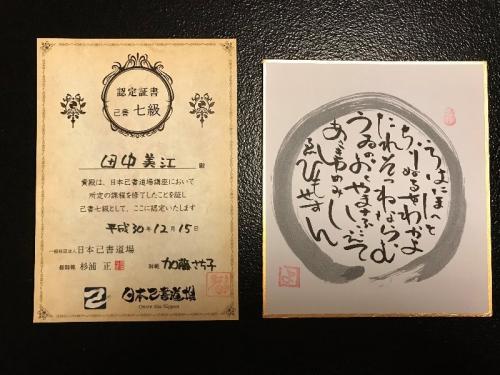 認定証書
己書 七級
田中美江 殿
貴殿は、日本己書道場講座において
所定の課程を修了したことを証し
己書七級として、ここに認定いたします
平成30年12月15日
一般社団法人 日本己書道場
総師範 杉浦 正
師範 加藤さち子
日本己書道場
Onore Sho Nippon
いろはにほへと
ちりぬるをわかよ
たれそつねならむ
うゐのおくやまけふこえて
あさきゆめみし
ゑひもせす